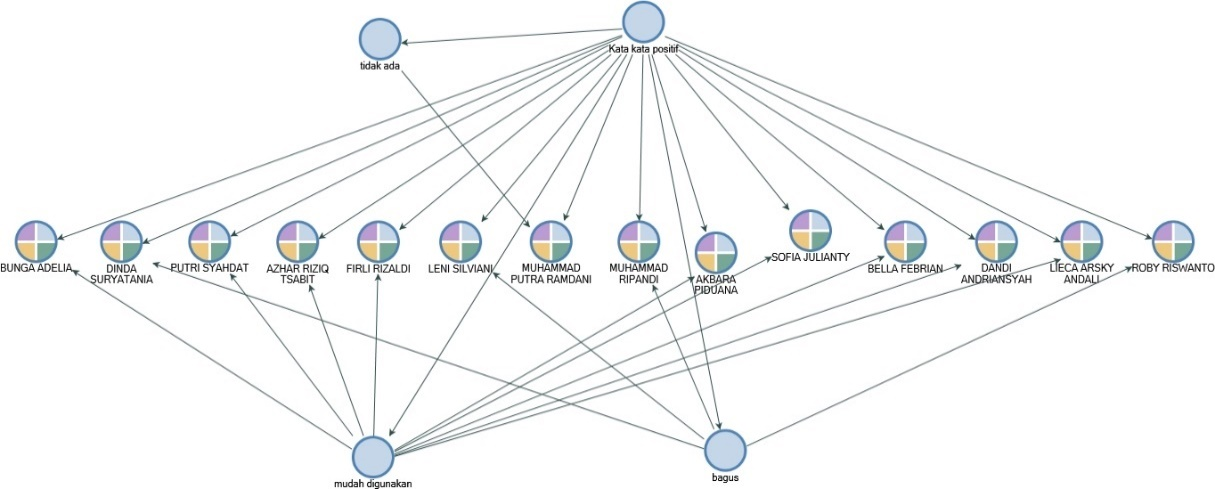 Kata kata positif
tidak ada
BUNGA ADELIA
DINDA
SURYATANIA
PUTRI SYAHDAT
AZHAR RIZIQ
TSABIT
FIRLI RIZALDI
LENI SILVIANI
MUHAMMAD
PUTRA RAMDANI
MUHAMMAD
RIPANDI
AKBARA
PIDUANA
SOFIA JULIANTY
BELLA FEBRIAN
DANDI
ANDRIANSYAH
LIECA ARSKY
ANDALI
ROBY RISWANTO
mudah digunakan
bagus